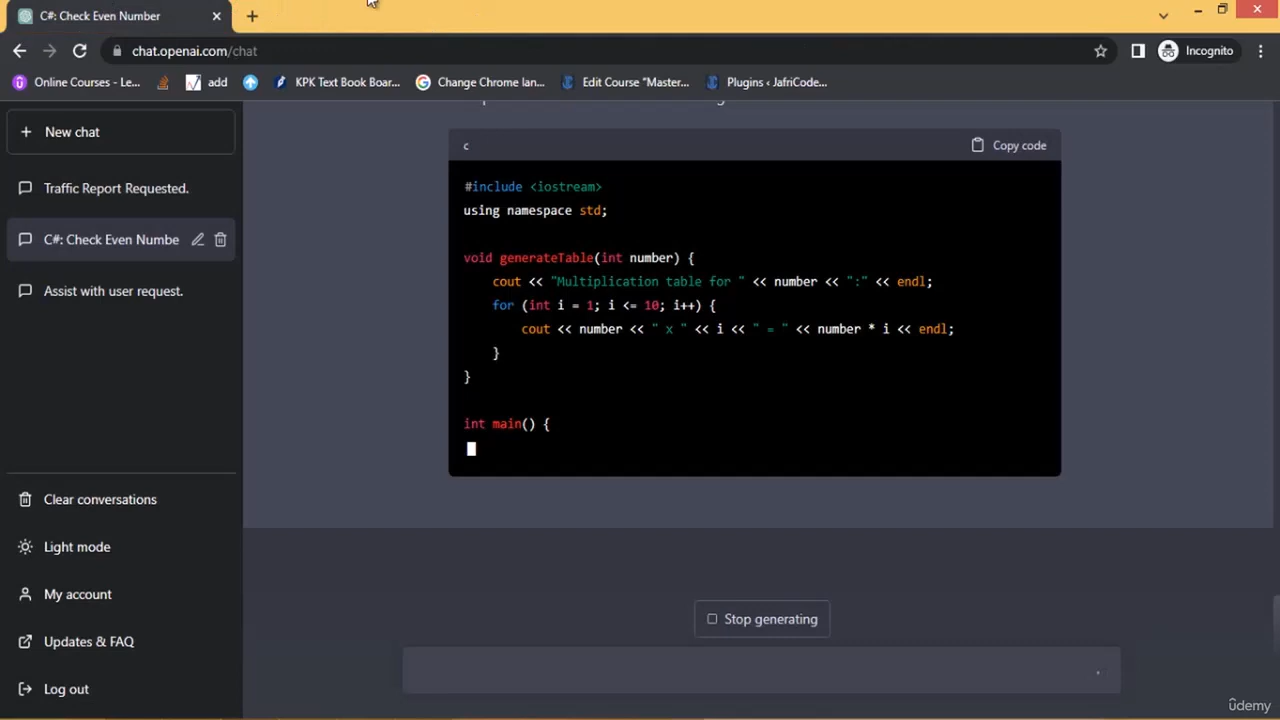 C#: Check Even Number
chat.openai.com/chat
Incognito
Online Courses - Le...
add
KPK Text Book Boar...
Change Chrome lan...
Edit Course "Master...
Plugins ‹ JafriCode...
New chat
Traffic Report Requested.
C#: Check Even Numbe
Assist with user request.
Clear conversations
Light mode
My account
Updates & FAQ
Log out
c
Copy code
#include <iostream>
using namespace std;
void generateTable(int number) {
cout << "Multiplication table for " << number << ":" << endl;
for (int i = 1; i <= 10; i++) {
cout << number << " x " << i << " = " << number * i << endl;
}
}
int main() {
Stop generating
ûdemy